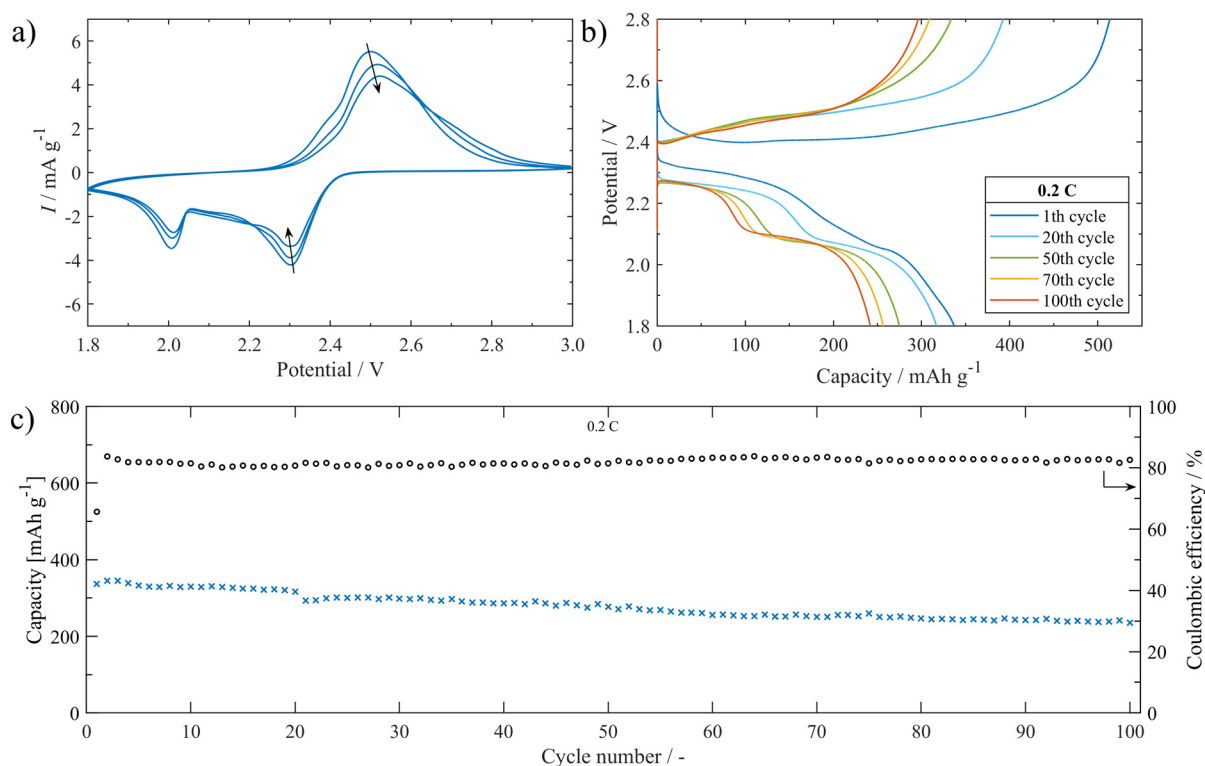 a)
6
4
2
0
-2
-4
-6
I / mA g-1
1.8 2.0 2.2 2.4 2.6 2.8 3.0
Potential / V
b)
2.8
2.6
2.4
2.2
2.0
1.8
Potential / V
0.2 C
1th cycle
20th cycle
50th cycle
70th cycle
100th cycle
0 100 200 300 400 500
Capacity / mAh g-1
c)
800
600
400
200
0
Capacity [mAh g-1]
0.2 C
100
80
60
40
20
0
Coulombic efficiency / %
0 10 20 30 40 50 60 70 80 90 100
Cycle number / -